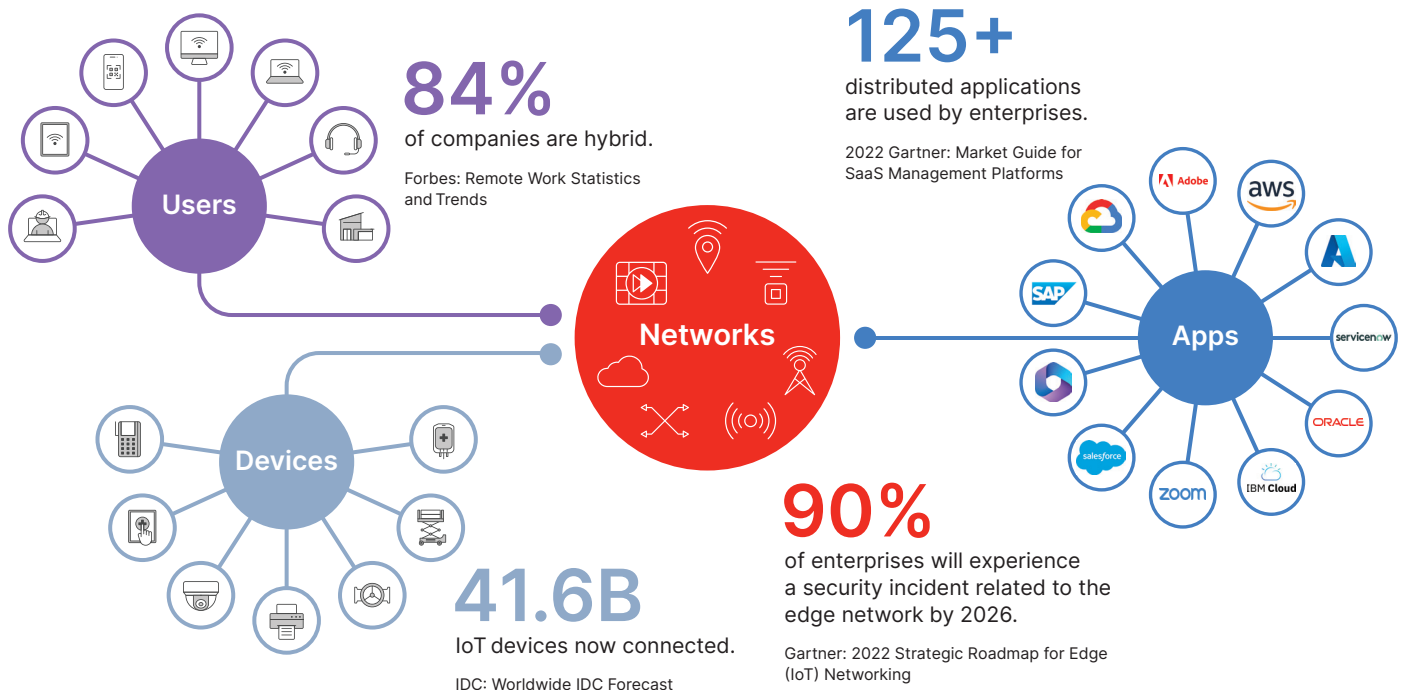 84%
of companies are hybrid.
Forbes: Remote Work Statistics
and Trends
Users
125+
distributed applications
are used by enterprises.
2022 Gartner: Market Guide for
SaaS Management Platforms
Adobe
aws
SAP
servicenow
ORACLE
salesforce
zoom
IBM Cloud
Apps
Networks
Devices
41.6B
IoT devices now connected.
IDC: Worldwide IDC Forecast
90%
of enterprises will experience
a security incident related to the
edge network by 2026.
Gartner: 2022 Strategic Roadmap for Edge
(IoT) Networking